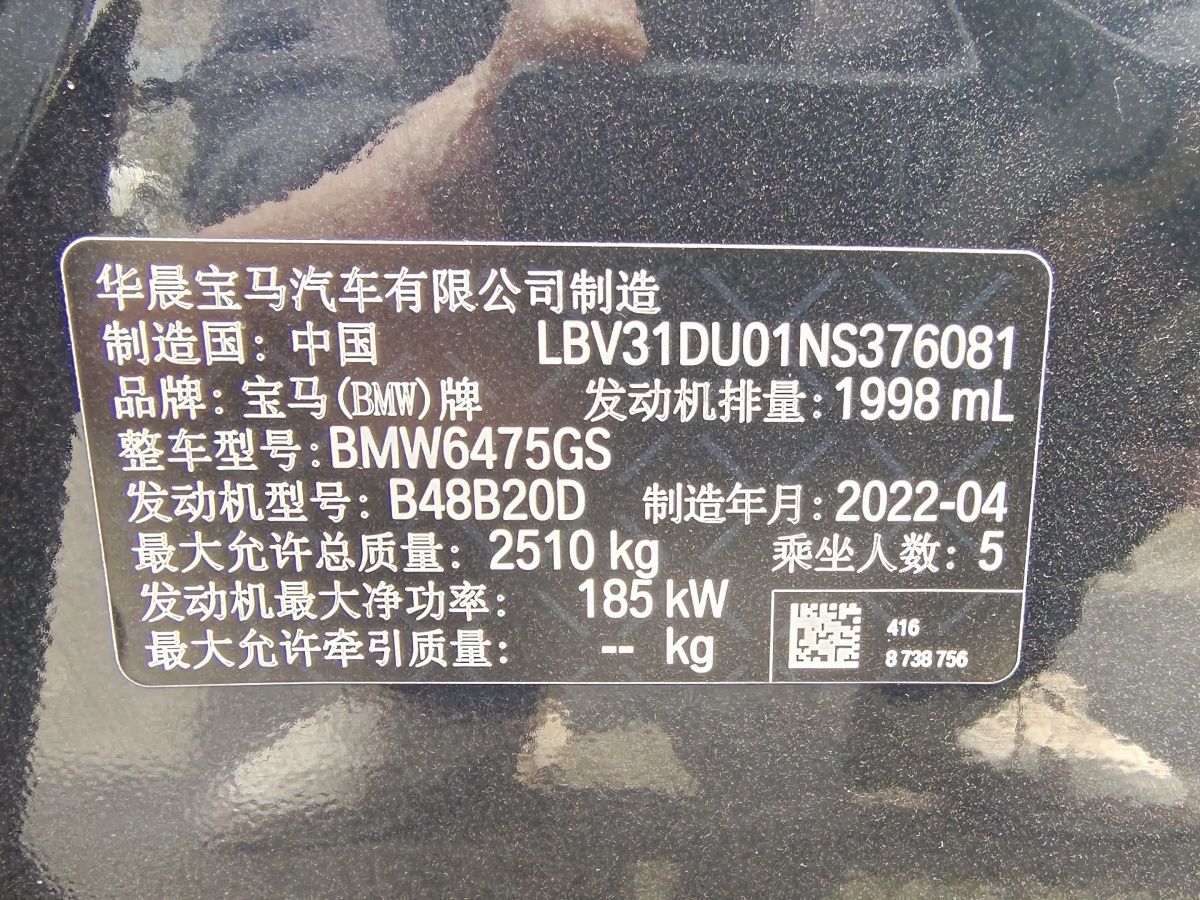 华晨宝马汽车有限公司制造
制造国：中国 LBV31DU01NS376081
品牌：宝马(BMW)牌 发动机排量：1998 mL
整车型号：BMW6475GS
发动机型号：B48B20D 制造年月：2022-04
最大允许总质量：2510 kg 乘坐人数：5
发动机最大净功率：185 kW
最大允许牵引质量：-- kg
416
8 738 756